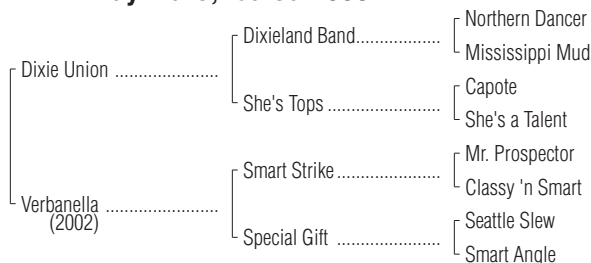 Dixieland Band
Northern Dancer
Mississippi Mud
Dixie Union
She's Tops
Capote
She's a Talent
Verbanella
(2002)
Smart Strike
Mr. Prospector
Classy 'n Smart
Special Gift
Seattle Slew
Smart Angle